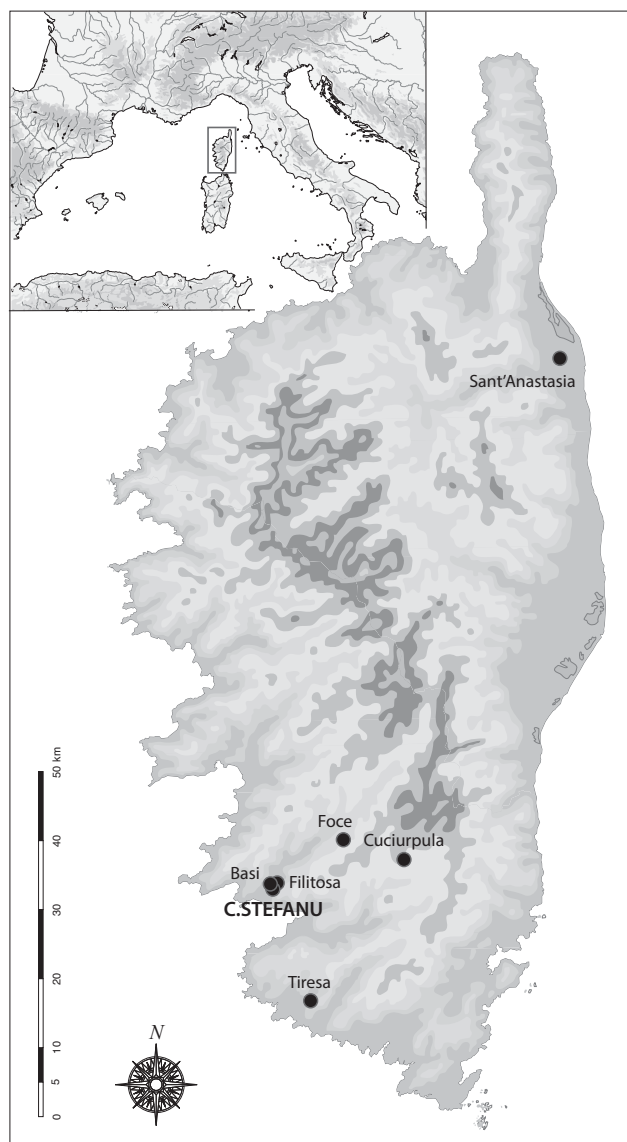 Sant'Anastasia
50 km
40
Foce
Cuciurpula
Basi
Filitosa
30
C.STEFANU
20
Tiresa
10
N
5
0